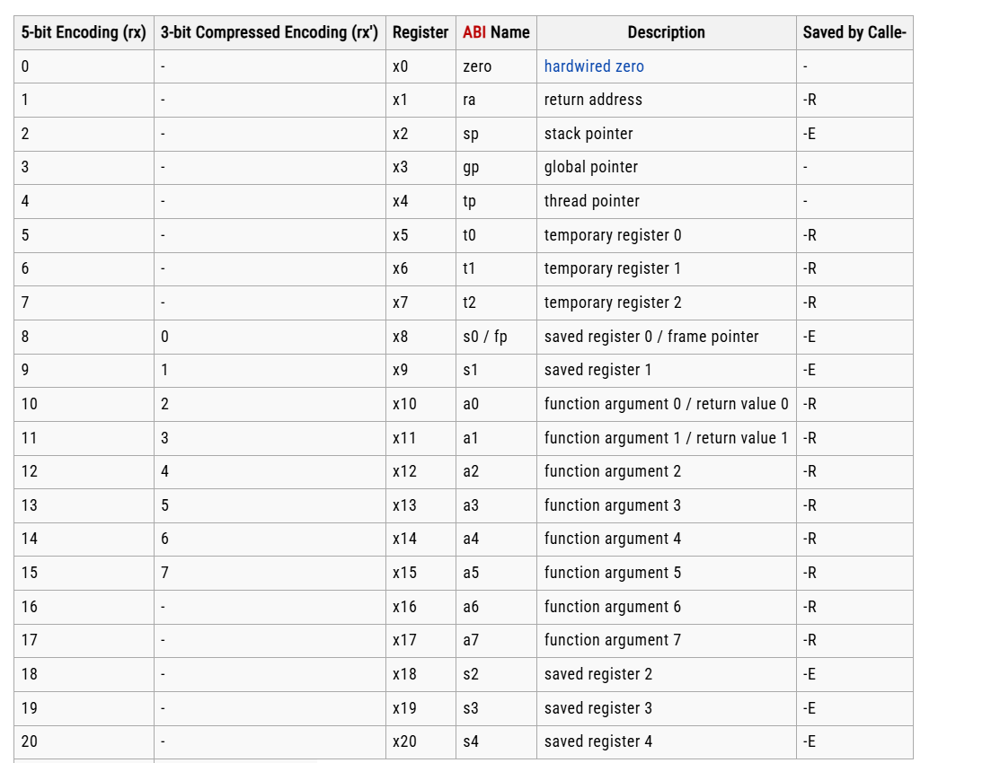 5-bit Encoding (rx) 3-bit Compressed Encoding (rx') Register ABI Name Description Saved by Calle-
0 - x0 zero hardwired zero -
1 - x1 ra return address -R
2 - x2 sp stack pointer -E
3 - x3 gp global pointer -
4 - x4 tp thread pointer -
5 - x5 t0 temporary register 0 -R
6 - x6 t1 temporary register 1 -R
7 - x7 t2 temporary register 2 -R
8 0 x8 s0 / fp saved register 0 / frame pointer -E
9 1 x9 s1 saved register 1 -E
10 2 x10 a0 function argument 0 / return value 0 -R
11 3 x11 a1 function argument 1 / return value 1 -R
12 4 x12 a2 function argument 2 -R
13 5 x13 a3 function argument 3 -R
14 6 x14 a4 function argument 4 -R
15 7 x15 a5 function argument 5 -R
16 - x16 a6 function argument 6 -R
17 - x17 a7 function argument 7 -R
18 - x18 s2 saved register 2 -E
19 - x19 s3 saved register 3 -E
20 - x20 s4 saved register 4 -E